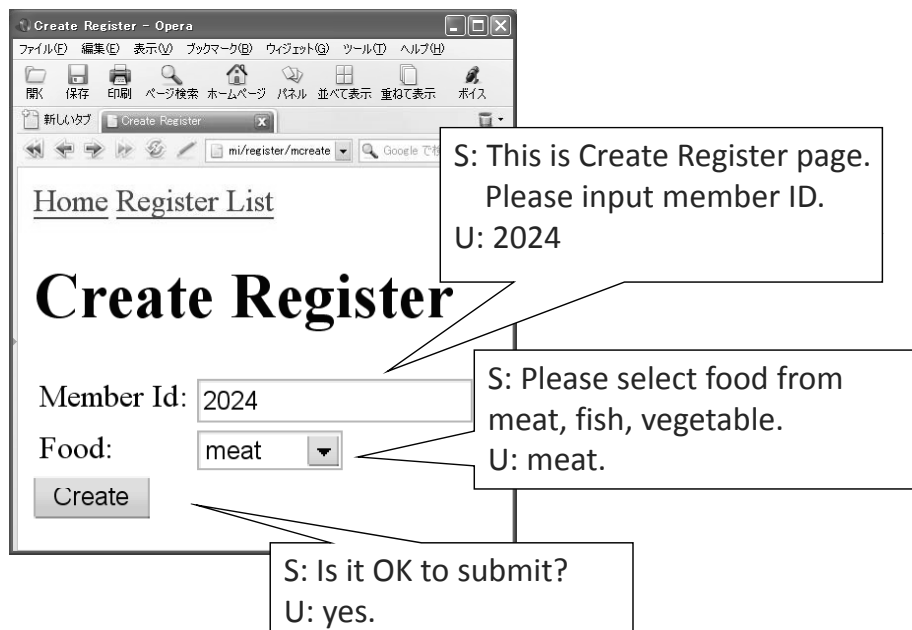 Create Register - Opera
ファイル(F) 編集(E) 表示(V) ブックマーク(B) ウィジェット(G) ツール(T) ヘルプ(H)
開く 保存 印刷 ページ検索 ホームページ パネル 並べて表示 重ねて表示 ボイス
新しいタブ Create Register
mi/register/mcreate Google で検
S: This is Create Register page.
Please input member ID.
U: 2024
Home Register List
Create Register
Member Id: 2024
S: Please select food from
meat, fish, vegetable.
U: meat.
Food: meat
Create
S: Is it OK to submit?
U: yes.